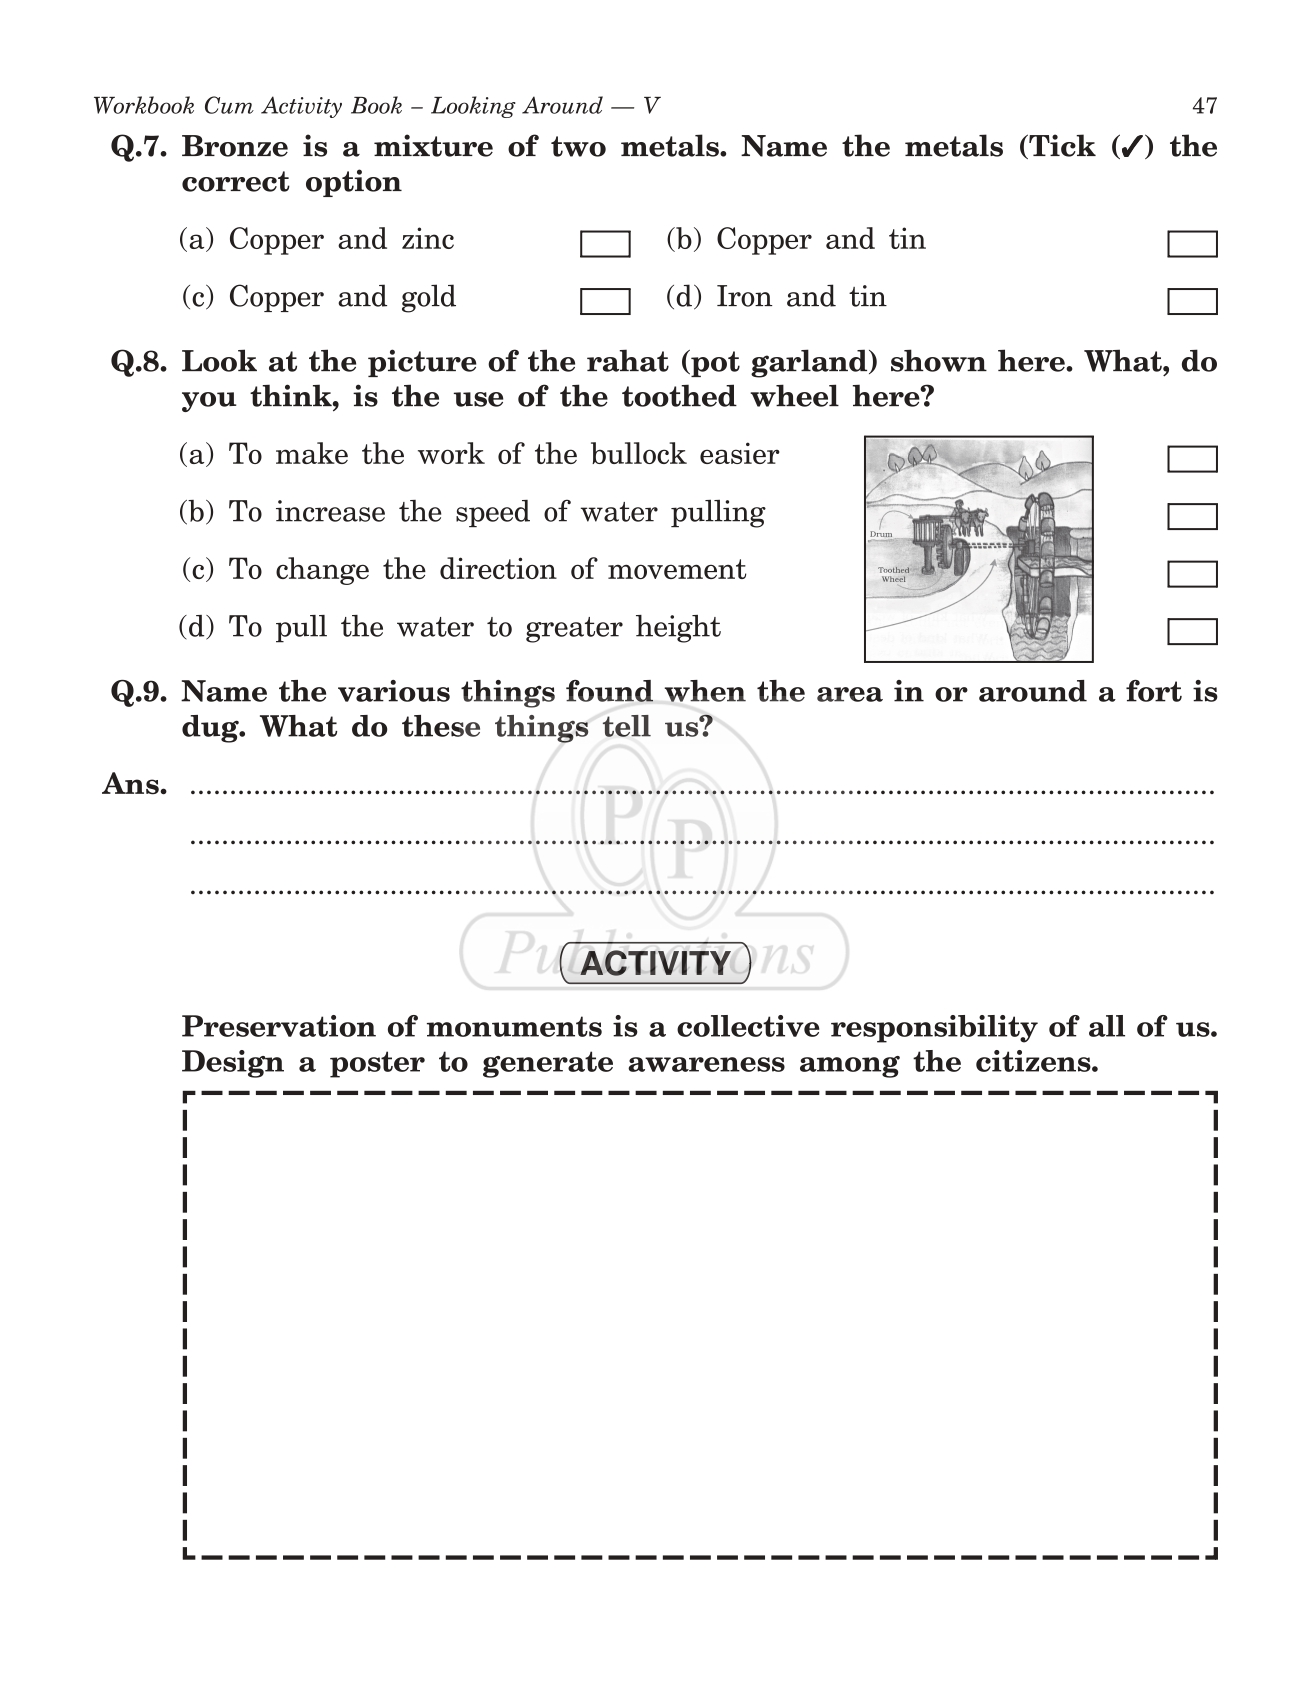 Workbook Cum Activity Book – Looking Around — V 47
Q.7. Bronze is a mixture of two metals. Name the metals (Tick (✓) the
correct option
(a) Copper and zinc (b) Copper and tin
(c) Copper and gold (d) Iron and tin
Q.8. Look at the picture of the rahat (pot garland) shown here. What, do
you think, is the use of the toothed wheel here?
(a) To make the work of the bullock easier
(b) To increase the speed of water pulling
Drum
(c) To change the direction of movement
Toothed
Wheel
(d) To pull the water to greater height
Q.9. Name the various things found when the area in or around a fort is
dug. What do these things tell us?
Ans. ................................................................
................................................................
................................................................
P P
Publications
ACTIVITY
Preservation of monuments is a collective responsibility of all of us.
Design a poster to generate awareness among the citizens.